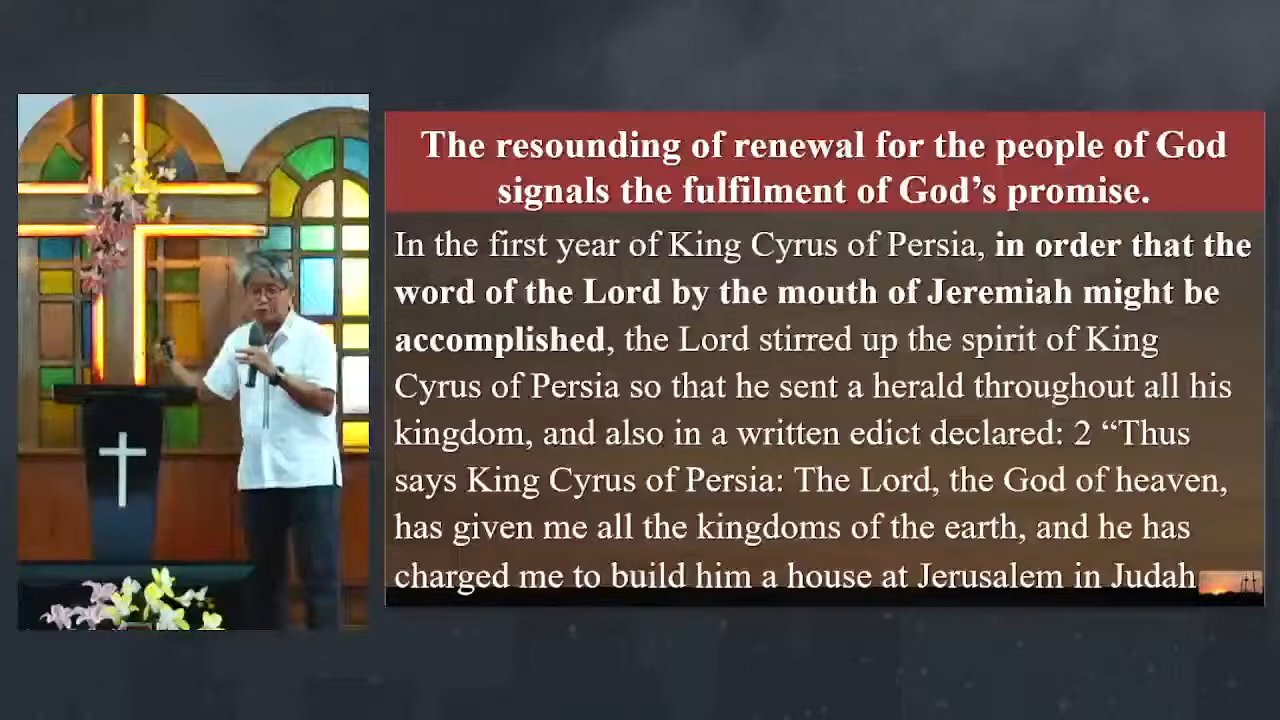 The resounding of renewal for the people of God
signals the fulfilment of God’s promise.
In the first year of King Cyrus of Persia, in order that the
word of the Lord by the mouth of Jeremiah might be
accomplished, the Lord stirred up the spirit of King
Cyrus of Persia so that he sent a herald throughout all his
kingdom, and also in a written edict declared: 2 “Thus
says King Cyrus of Persia: The Lord, the God of heaven,
has given me all the kingdoms of the earth, and he has
charged me to build him a house at Jerusalem in Judah